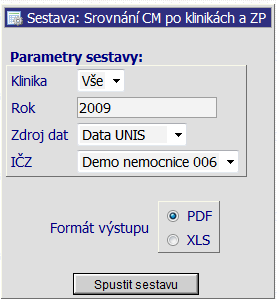 Sestava: Srovnání CM po klinikách a ZP
Parametry sestavy:
Klinika Vše
Rok 2009
Zdroj dat Data UNIS
IČZ Demo nemocnice 006
Formát výstupu
PDF
XLS
Spustit sestavu